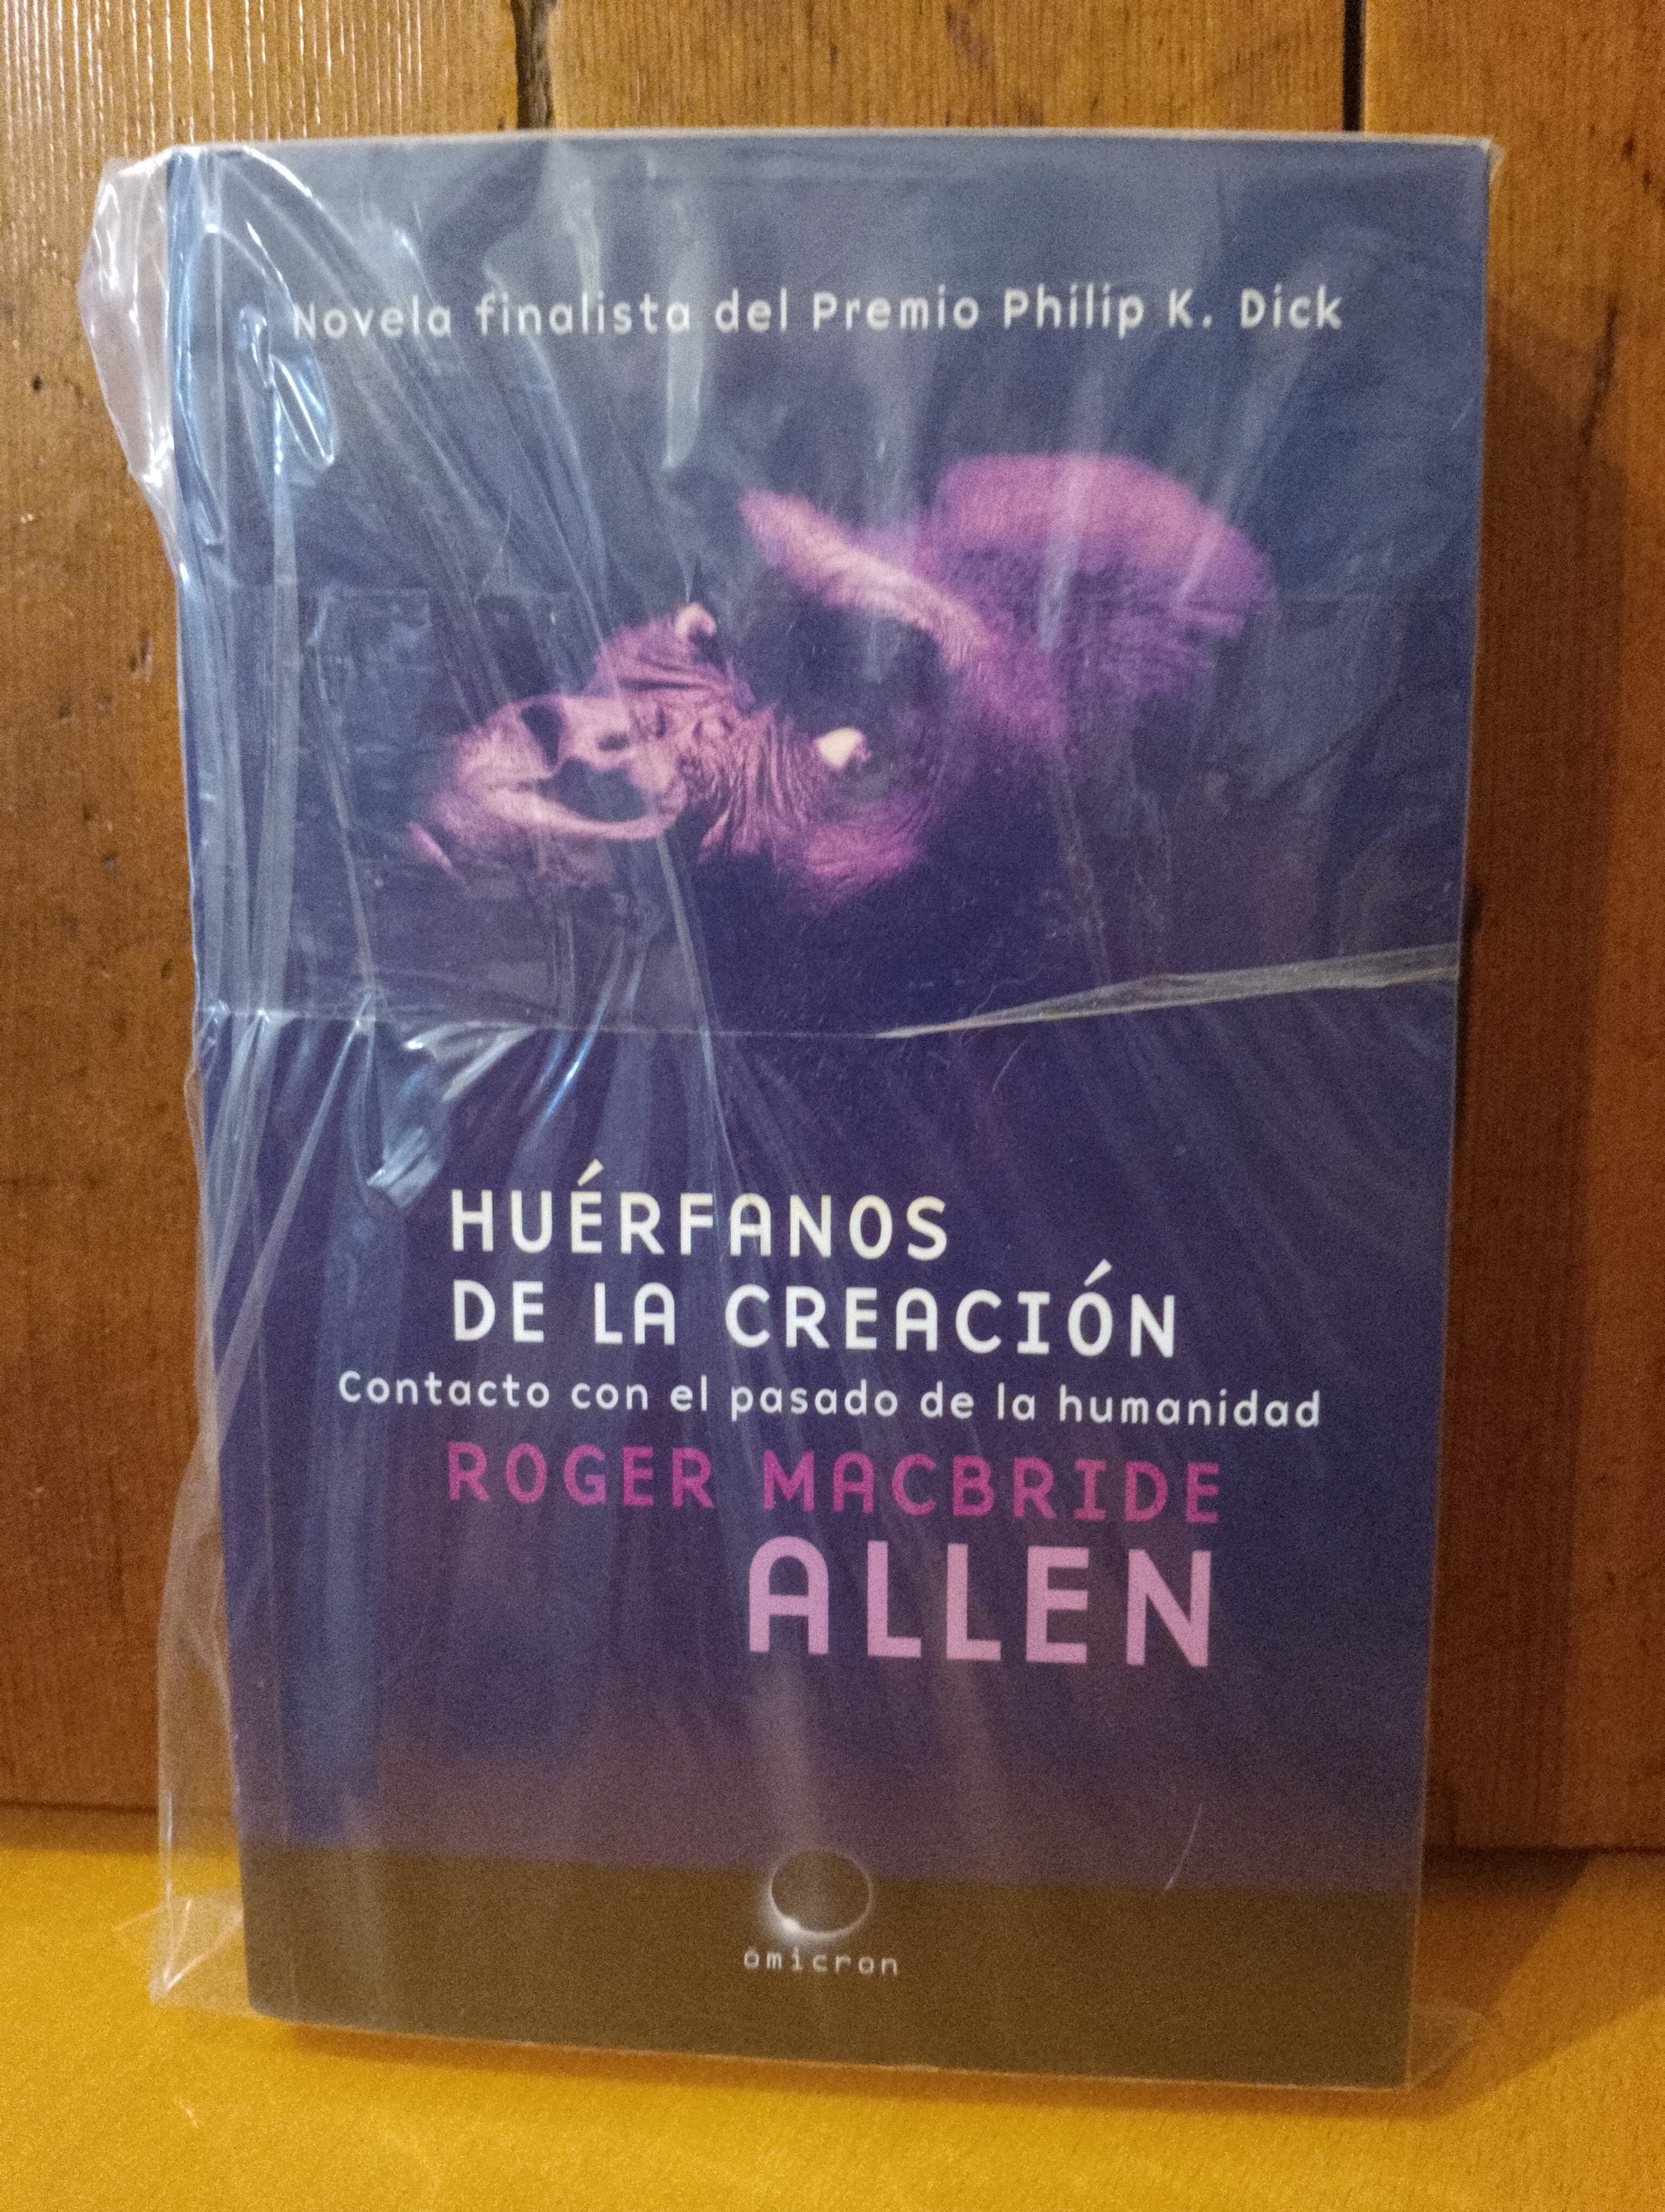 Novela finalista del Premio Philip K. Dick
HUÉRFANOS
DE LA CREACIÓN
Contacto con el pasado de la humanidad
ROGER MACBRIDE
ALLEN
ómicron